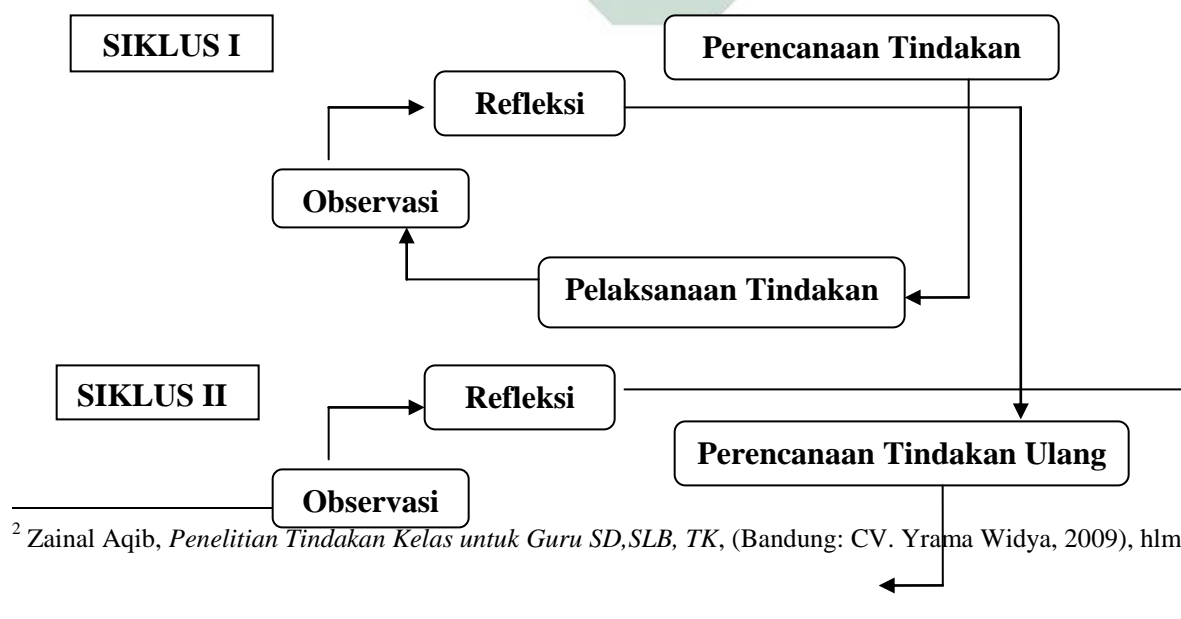 SIKLUS I
Perencanaan Tindakan
Refleksi
Observasi
Pelaksanaan Tindakan
SIKLUS II
Refleksi
Perencanaan Tindakan Ulang
Observasi
2 Zainal Aqib, Penelitian Tindakan Kelas untuk Guru SD,SLB, TK, (Bandung: CV. Yrama Widya, 2009), hlm